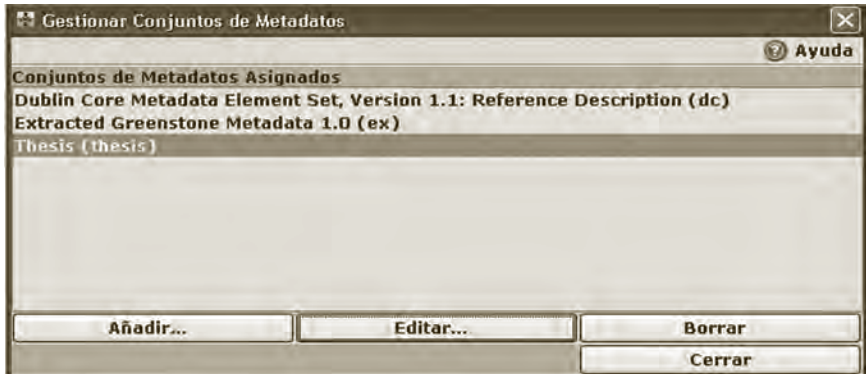 Gestionar Conjuntos de Metadatos
Ayuda
Conjuntos de Metadatos Asignados
Dublin Core Metadata Element Set, Version 1.1: Reference Description (dc)
Extracted Greenstone Metadata 1.0 (ex)
Thesis (thesis)
Añadir... Editar... Borrar
Cerrar